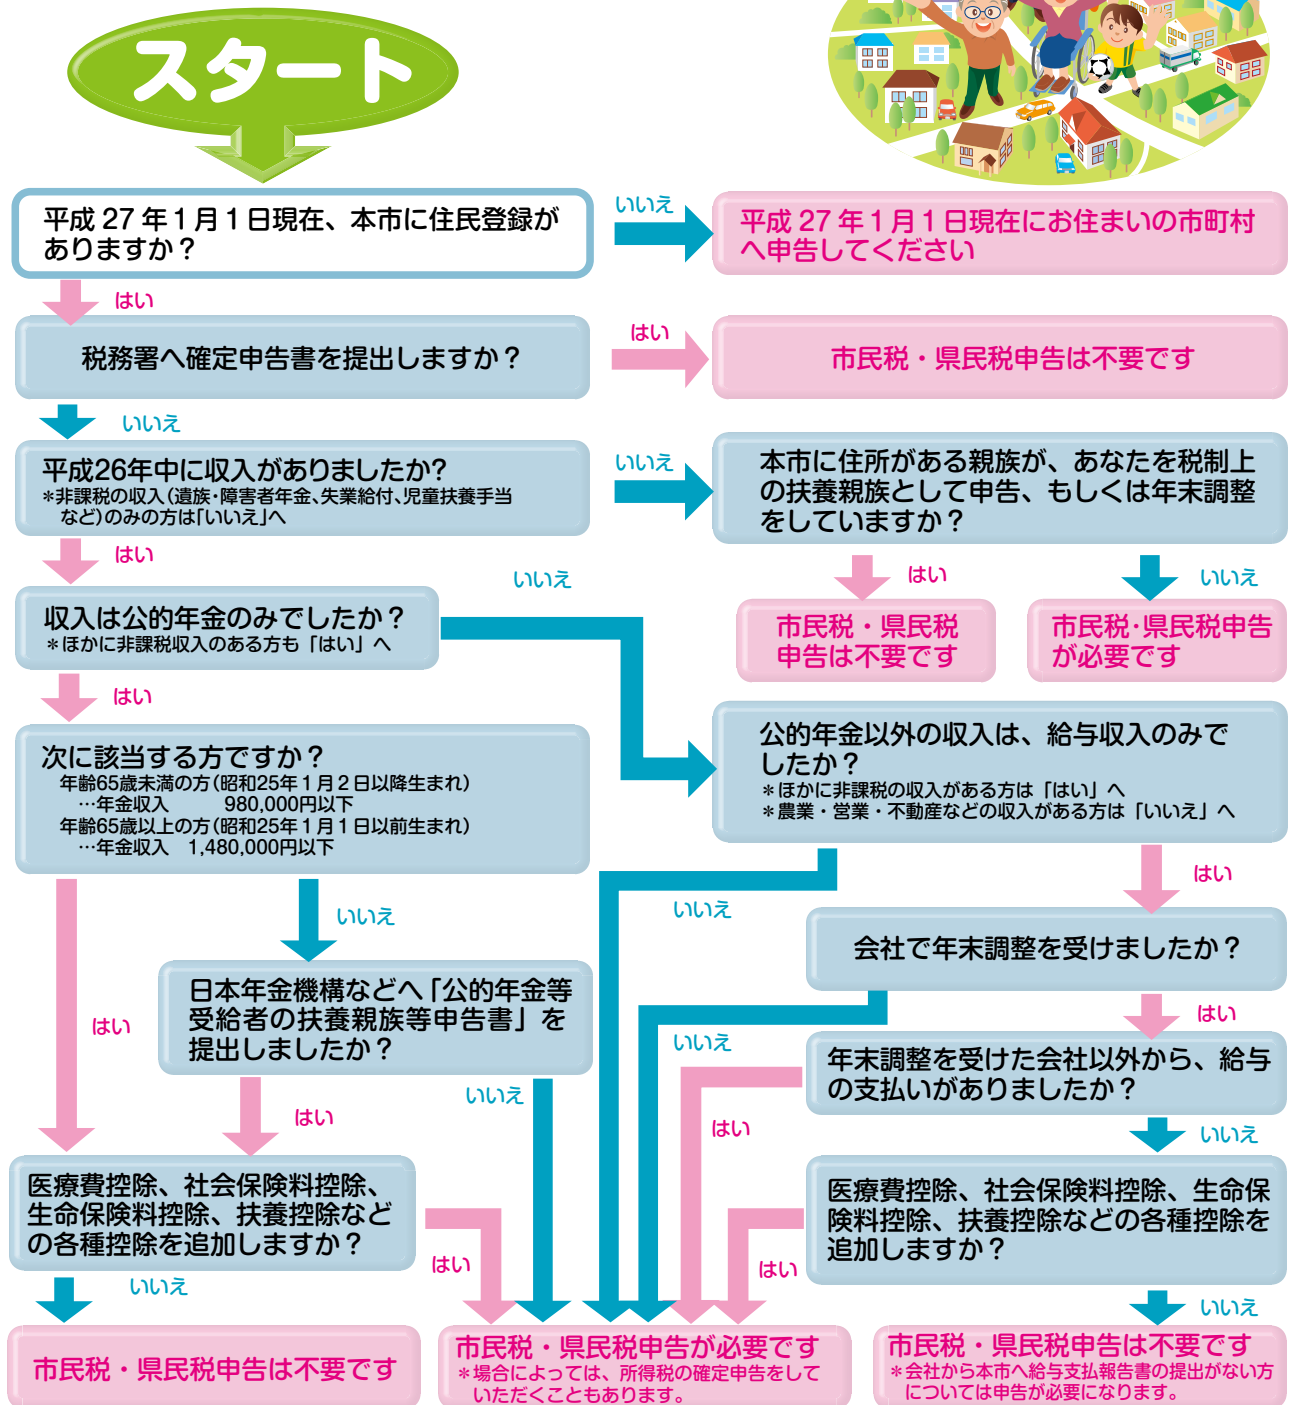 スタート
平成 27 年１月１日現在、本市に住民登録が
ありますか？
いいえ
平成 27 年１月１日現在にお住まいの市町村
へ申告してください
はい
税務署へ確定申告書を提出しますか？
はい
市民税・県民税申告は不要です
いいえ
平成26年中に収入がありましたか?
＊非課税の収入（遺族・障害者年金、失業給付、児童扶養手当
など）のみの方は「いいえ」へ
いいえ
本市に住所がある親族が、あなたを税制上
の扶養親族として申告、もしくは年末調整
をしていますか？
はい
いいえ
はい
いいえ
市民税・県民税
申告は不要です
市民税・県民税申告
が必要です
収入は公的年金のみでしたか？
＊ほかに非課税収入のある方も「はい」へ
はい
次に該当する方ですか？
年齢65歳未満の方（昭和25年１月２日以降生まれ）
…年金収入　980,000円以下
年齢65歳以上の方（昭和25年１月１日以前生まれ）
…年金収入　1,480,000円以下
公的年金以外の収入は、給与収入のみで
したか？
＊ほかに非課税の収入がある方は「はい」へ
＊農業・営業・不動産などの収入がある方は「いいえ」へ
はい
いいえ
いいえ
会社で年末調整を受けましたか？
日本年金機構などへ「公的年金等
受給者の扶養親族等申告書」を
提出しましたか？
はい
はい
いいえ
年末調整を受けた会社以外から、給与
の支払いがありましたか？
いいえ
はい
はい
いいえ
医療費控除、社会保険料控除、
生命保険料控除、扶養控除など
の各種控除を追加しますか？
医療費控除、社会保険料控除、生命保
険料控除、扶養控除などの各種控除を
追加しますか？
はい
はい
いいえ
いいえ
市民税・県民税申告は不要です
市民税・県民税申告が必要です
＊場合によっては、所得税の確定申告をして
いただくこともあります。
市民税・県民税申告は不要です
＊会社から本市へ給与支払報告書の提出がない方
については申告が必要になります。